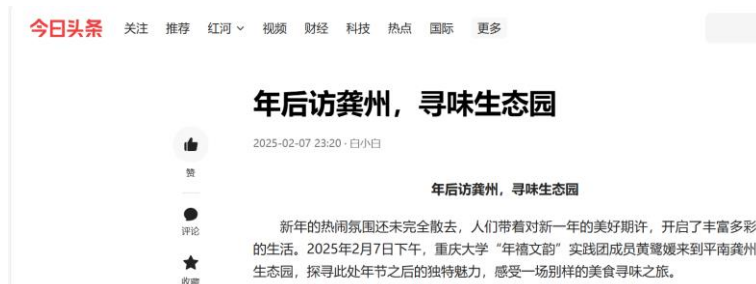 今日头条 关注 推荐 红河 视频 财经 科技 热点 国际 更多
年后访龚州，寻味生态园
2025-02-07 23:20 · 白小白
赞
年后访龚州，寻味生态园
评论
新年的热闹氛围还未完全散去，人们带着对新一年的美好期许，开启了丰富多彩
的生活。2025年2月7日下午，重庆大学“年禧文韵”实践团成员黄鹭媛来到平南龚州
生态园，探寻此处年节之后的独特魅力，感受一场别样的美食寻味之旅。
收藏